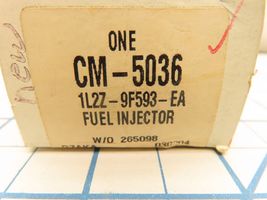 new
ONE
CM-5036
1L2Z-9F593-EA
FUEL INJECTOR
W/O 265098